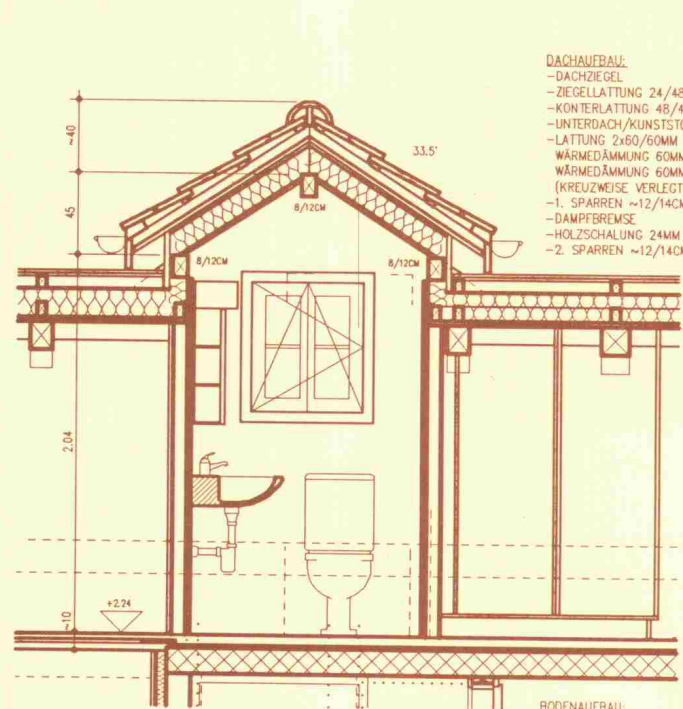 DACHAUFBAU:
-DACHZIEGEL
-ZIEGELLATTUNG 24/48
-KONTERLATTUNG 48/4
-UNTERDACH/KUNSTSTO
-LATTUNG 2x60/60MM
WÄRMEDÄMMUNG 60MM
WÄRMEDÄMMUNG 60MM
(KREUZWEISE VERLEGT
-1. SPARREN ~12/14CM
-DAMPFBREMSE
-HOLZSCHALUNG 24MM
-2. SPARREN ~12/14CM
~40
33.5°
45
8/12CM
8/12CM
8/12CM
2.04
+2.24
~10
BODENAUFBAU: